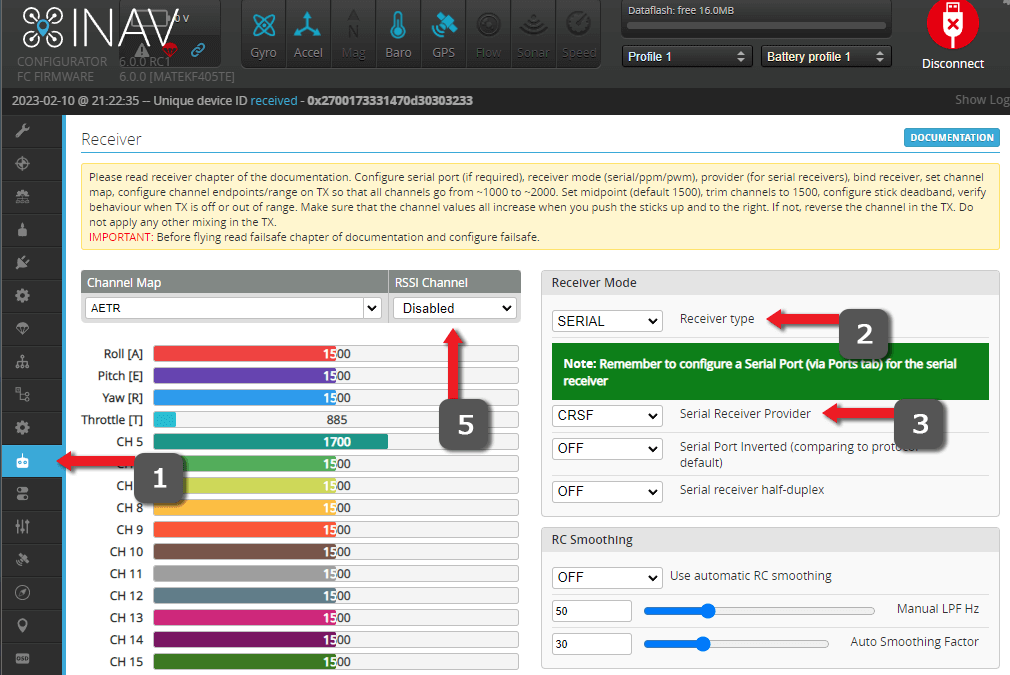 INAV
0 V
Gyro
Accel
Mag
Baro
GPS
Flow
Sonar
Speed
Dataflash: free 16.0MB
Profile 1
Battery profile 1
Disconnect
CONFIGURATOR 6.0.0 RC1
FC FIRMWARE 6.0.0 [MATEKF405TE]
2023-02-10 @ 21:22:35 -- Unique device ID received - 0x2700173331470d30303233
Show Log
Receiver
DOCUMENTATION
Please read receiver chapter of the documentation. Configure serial port (if required), receiver mode (serial/ppm/pwm), provider (for serial receivers), bind receiver, set channel
map, configure channel endpoints/range on TX so that all channels go from ~1000 to ~2000. Set midpoint (default 1500), trim channels to 1500, configure stick deadband, verify
behaviour when TX is off or out of range. Make sure that the channel values all increase when you push the sticks up and to the right. If not, reverse the channel in the TX. Do
not apply any other mixing in the TX.
IMPORTANT: Before flying read failsafe chapter of documentation and configure failsafe.
Channel Map
RSSI Channel
AETR
Disabled
Roll [A] 1500
Pitch [E] 1500
Yaw [R] 1500
Throttle [T] 885
CH 5 1700
CH 1500
CH 1500
CH 8 1500
CH 9 1500
CH 10 1500
CH 11 1500
CH 12 1500
CH 13 1500
CH 14 1500
CH 15 1500
5
1
Receiver Mode
SERIAL
Receiver type
2
Note: Remember to configure a Serial Port (via Ports tab) for the serial
receiver
CRSF
Serial Receiver Provider
3
OFF
Serial Port Inverted (comparing to protocol
default)
OFF
Serial receiver half-duplex
RC Smoothing
OFF
Use automatic RC smoothing
50
Manual LPF Hz
30
Auto Smoothing Factor
OSD